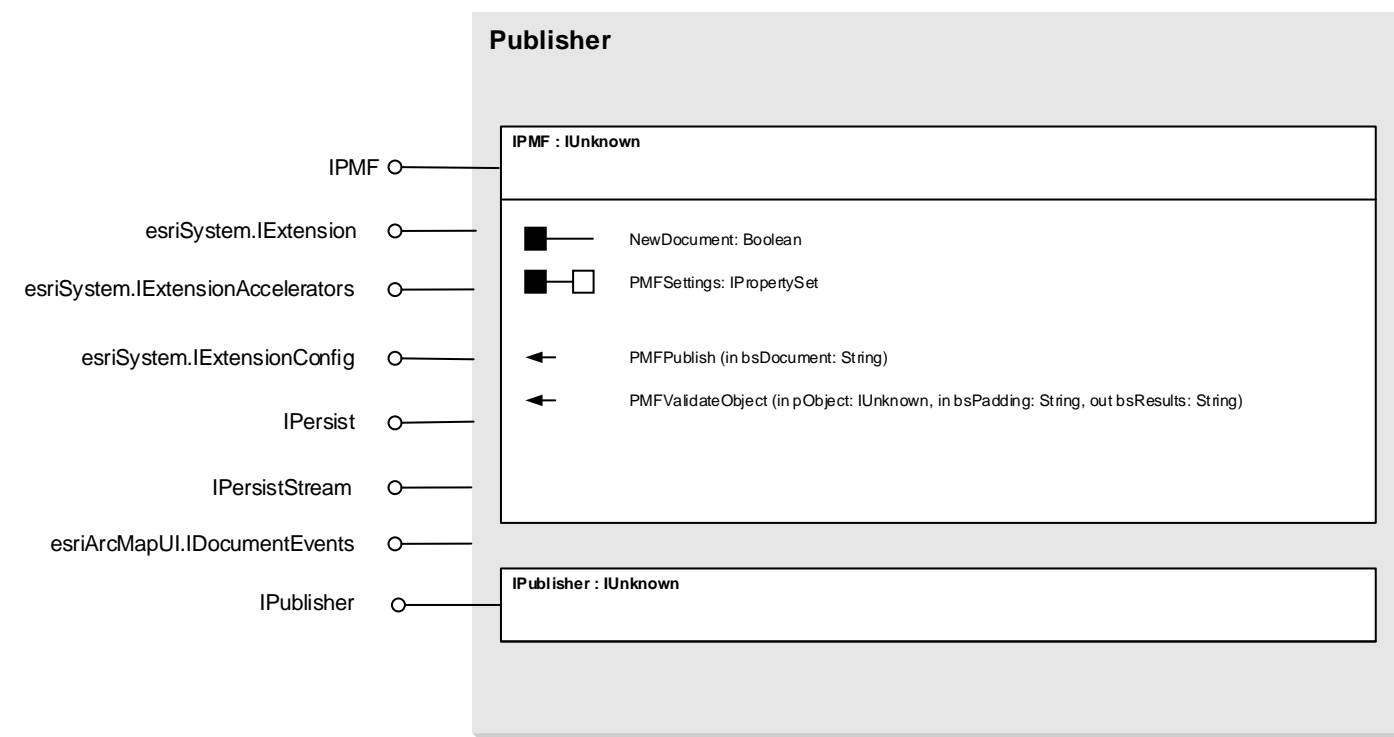 Publisher
IPMF : IUnknown
IPMF
esriSystem.IExtension
NewDocument: Boolean
esriSystem.IExtensionAccelerators
PMFSettings: IPropertySet
esriSystem.IExtensionConfig
PMFPublish (in bsDocument: String)
PMFValidateObject (in pObject: IUnknown, in bsPadding: String, out bsResults: String)
IPersist
IPersistStream
esriArcMapUI.IDocumentEvents
IPublisher : IUnknown
IPublisher